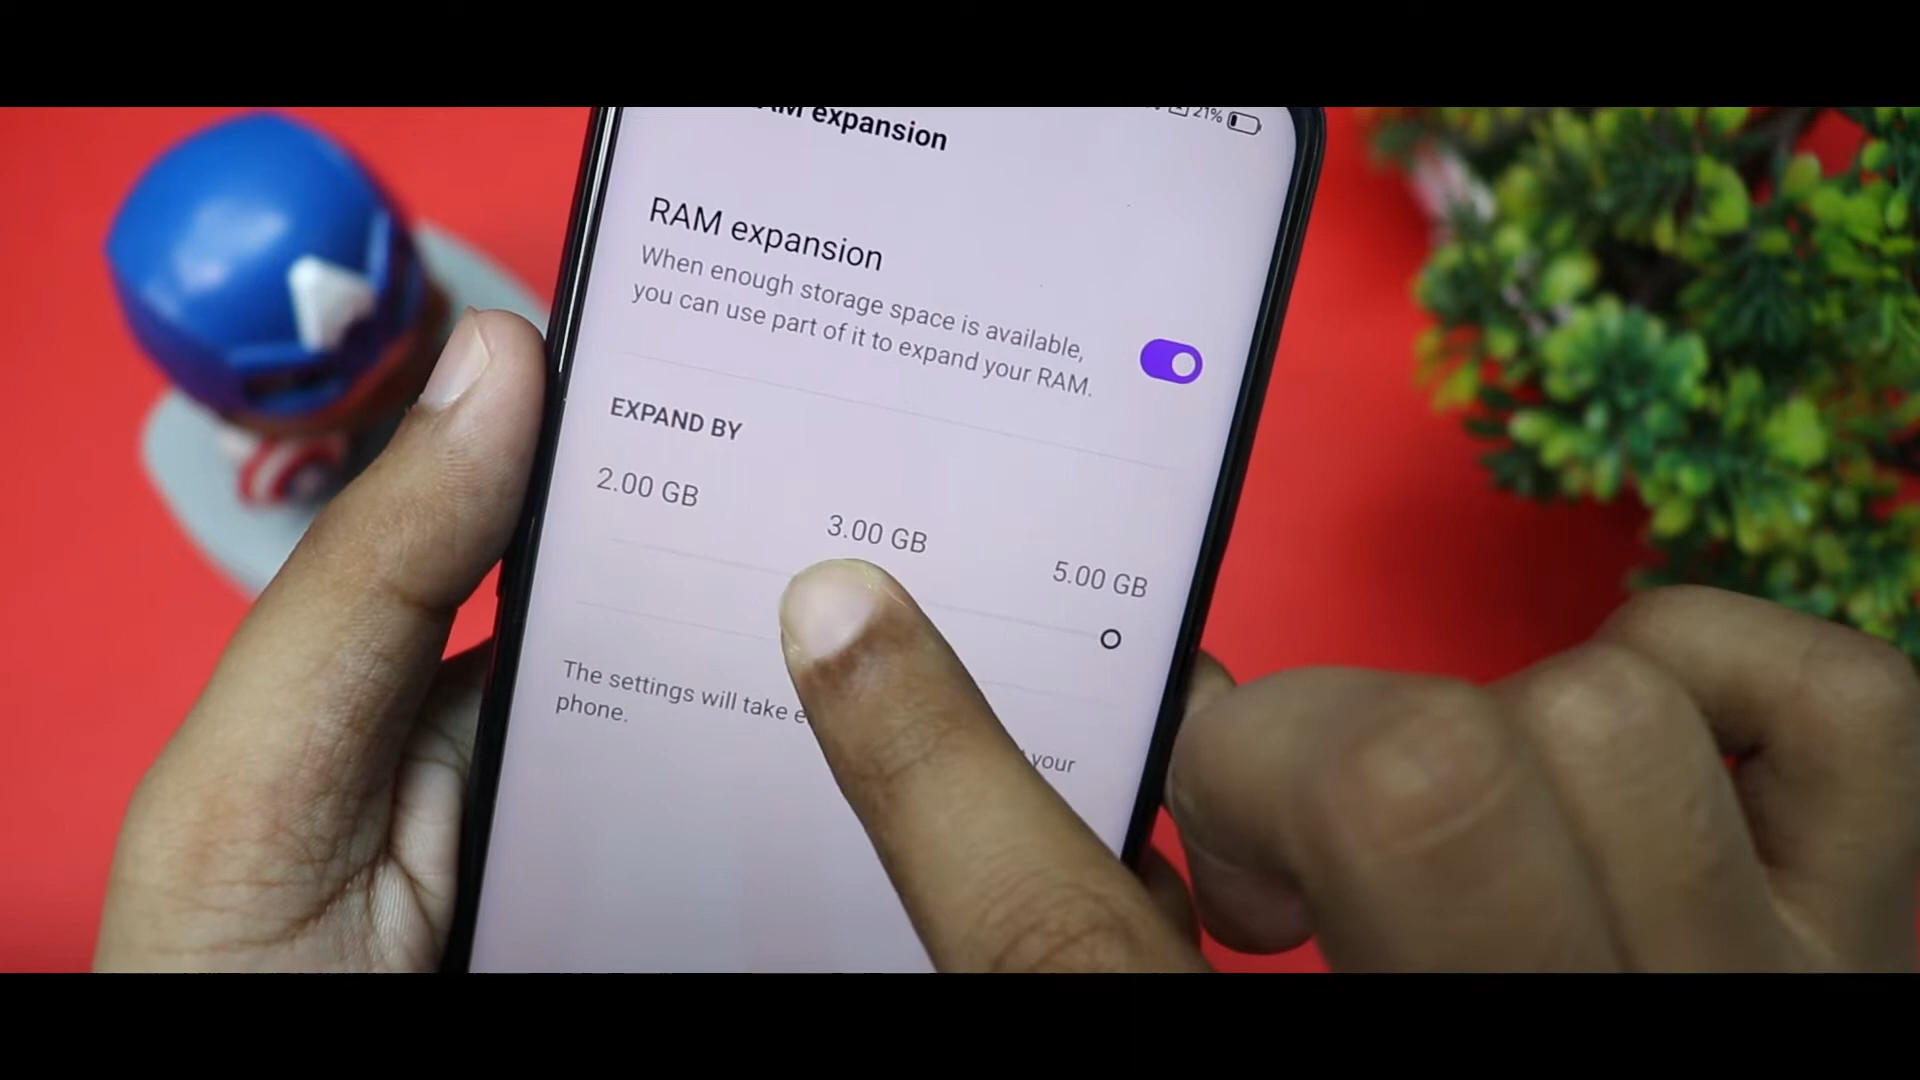 expansion
21%
RAM expansion
When enough storage space is available,
you can use part of it to expand your RAM.
EXPAND BY
2.00 GB
3.00 GB
5.00 GB
The settings will take
your
phone.